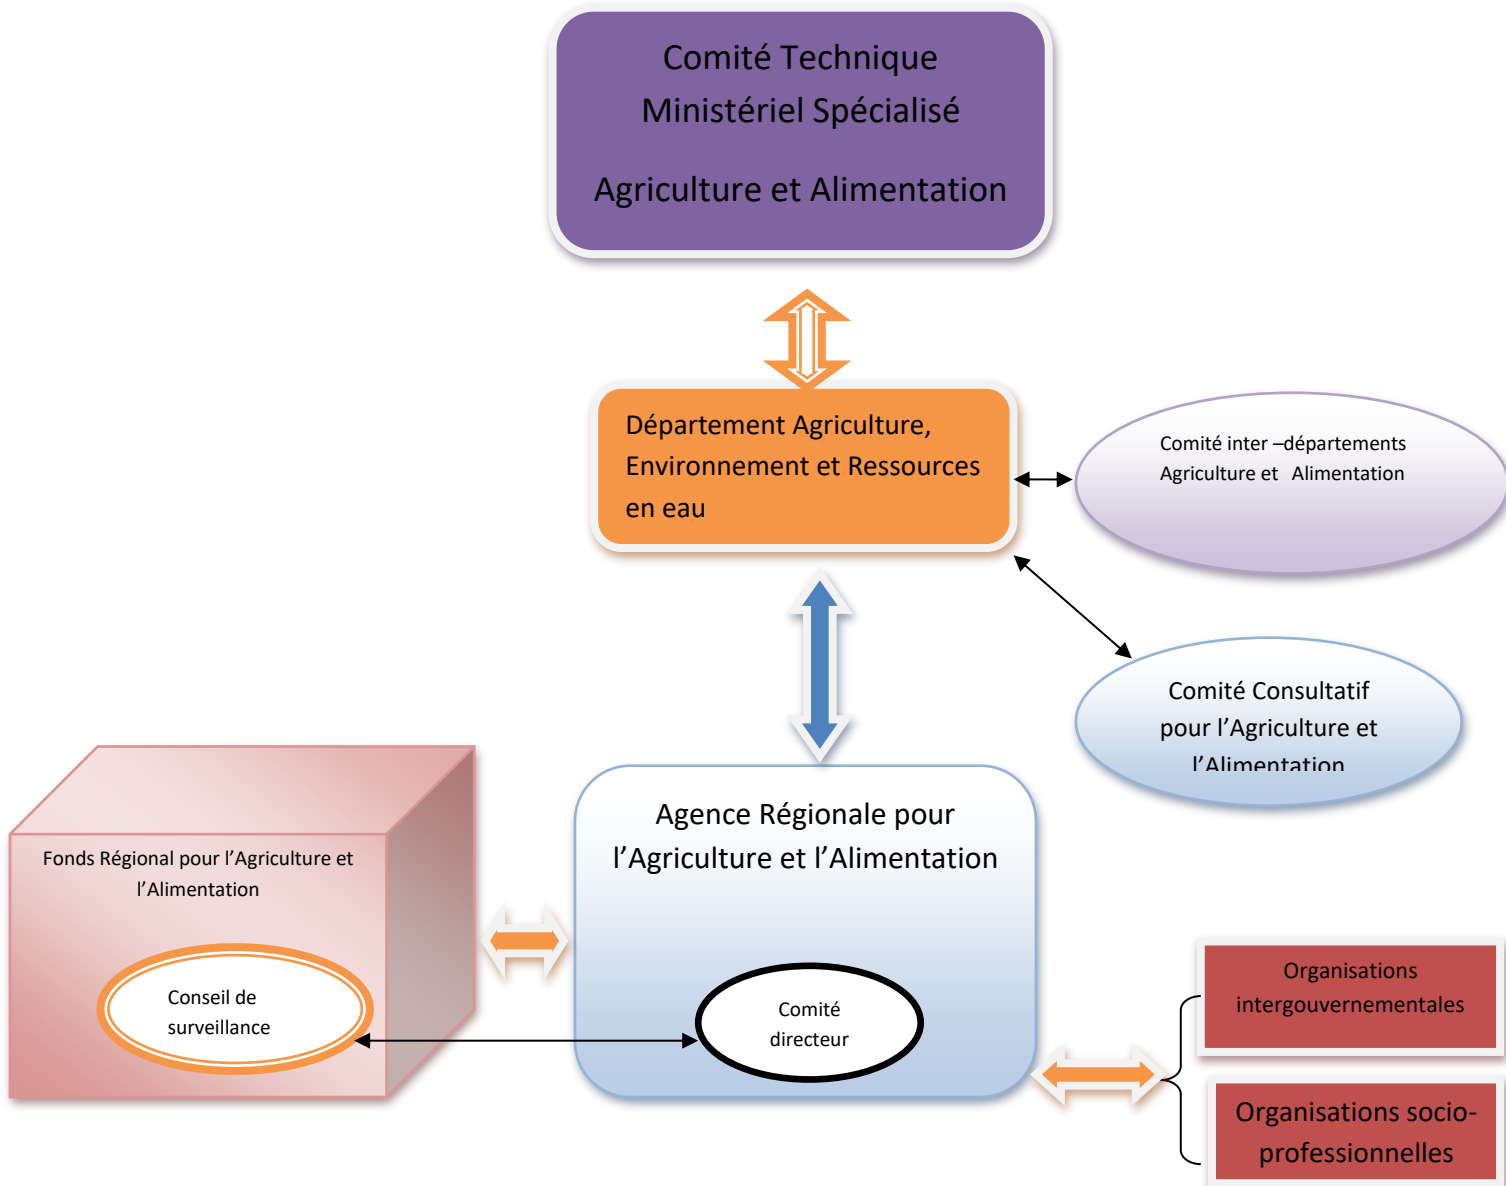 Comité Technique
Ministériel Spécialisé
Agriculture et Alimentation
Département Agriculture,
Environnement et Ressources
en eau
Comité inter –départements
Agriculture et Alimentation
Comité Consultatif
pour l’Agriculture et
l’Alimentation
Agence Régionale pour
l’Agriculture et l’Alimentation
Fonds Régional pour l’Agriculture et
l’Alimentation
Conseil de
surveillance
Comité
directeur
Organisations
intergouvernementales
Organisations socio-
professionnelles